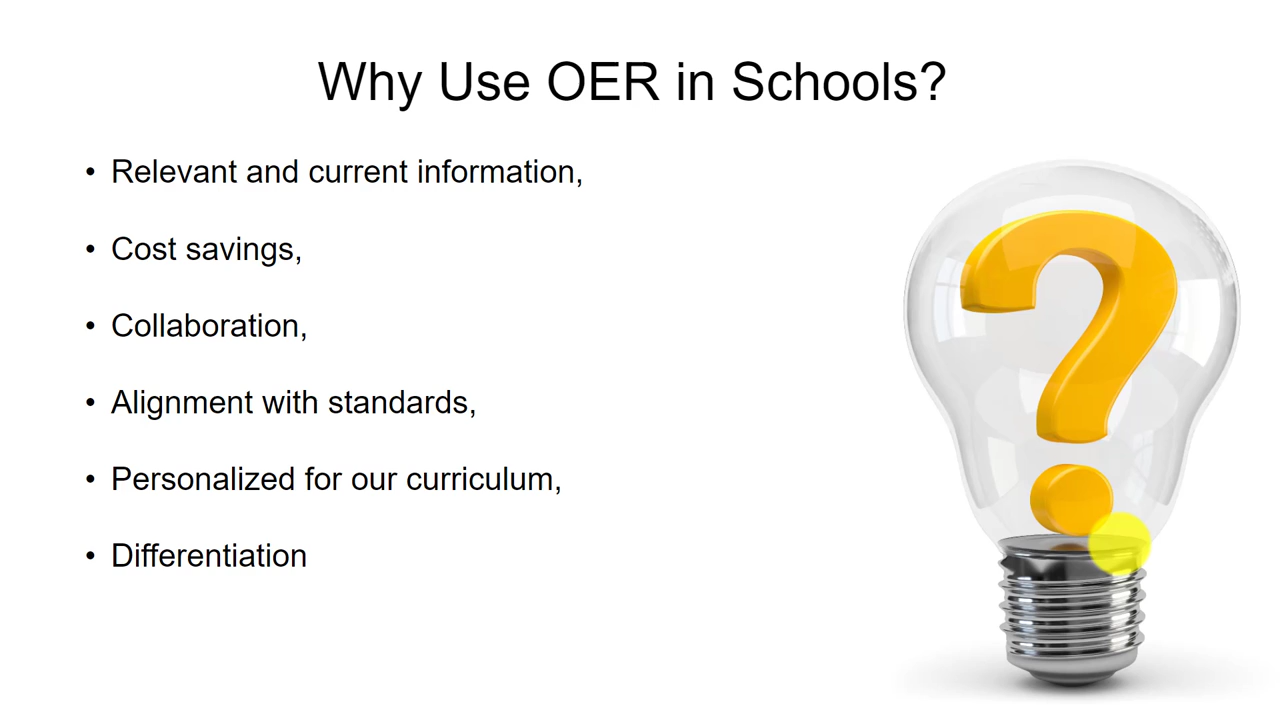 Why Use OER in Schools?
• Relevant and current information,
• Cost savings,
• Collaboration,
• Alignment with standards,
• Personalized for our curriculum,
• Differentiation
?